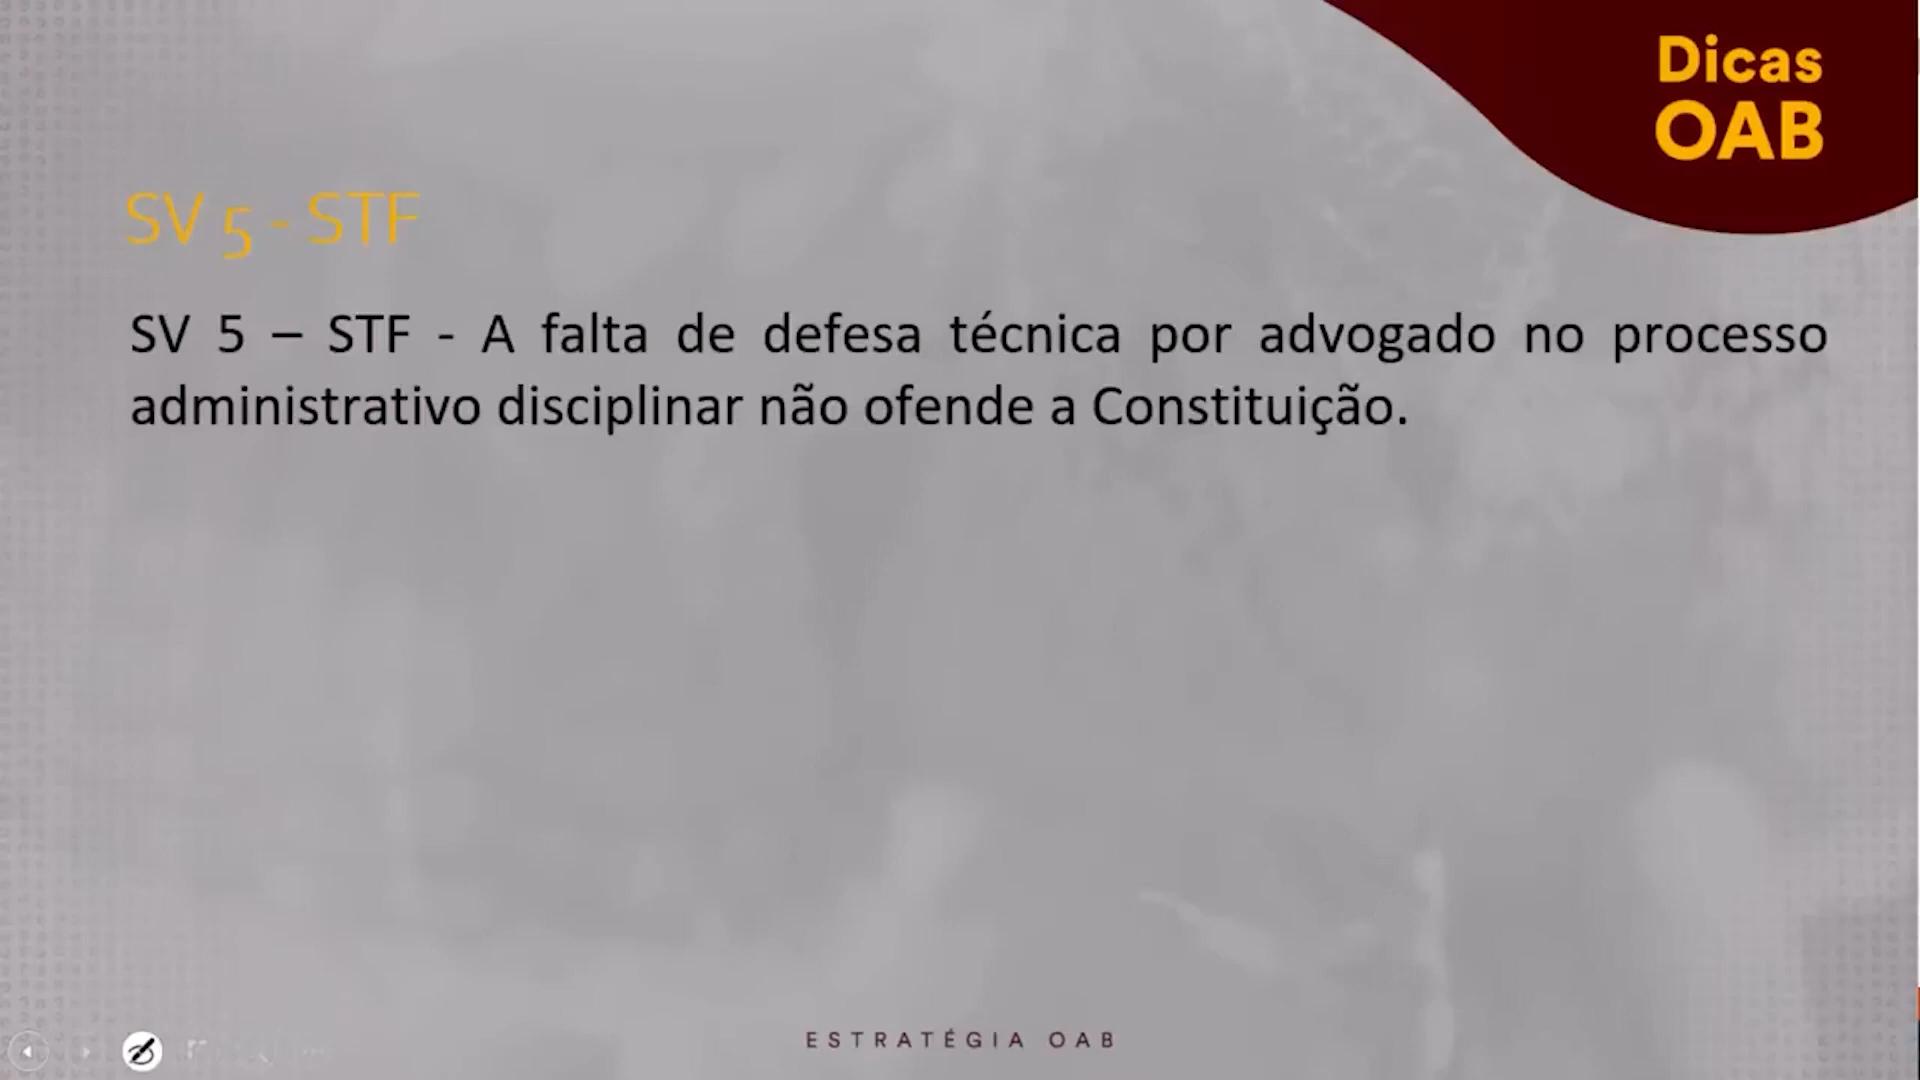 Dicas
OAB
SV 5 - STF
SV 5 – STF - A falta de defesa técnica por advogado no processo
administrativo disciplinar não ofende a Constituição.
ESTRATÉGIA OAB